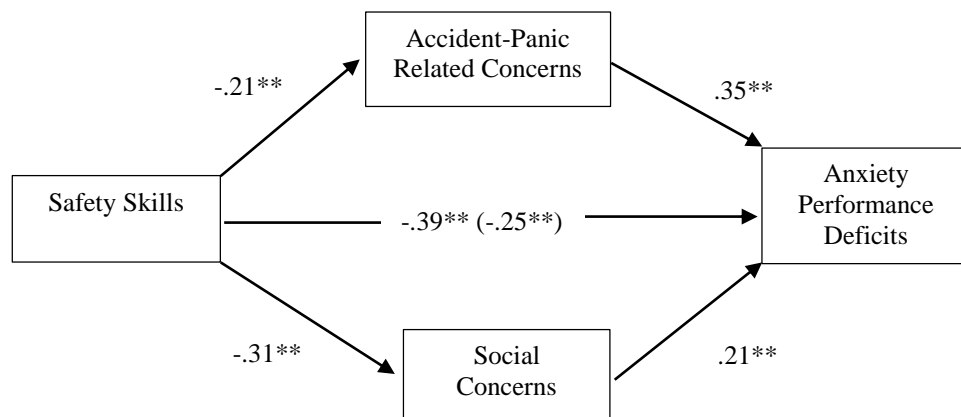 Accident-Panic
Related Concerns
-.21**
.35**
Safety Skills
-.39** (-.25**)
Anxiety
Performance
Deficits
-.31**
Social
Concerns
.21**